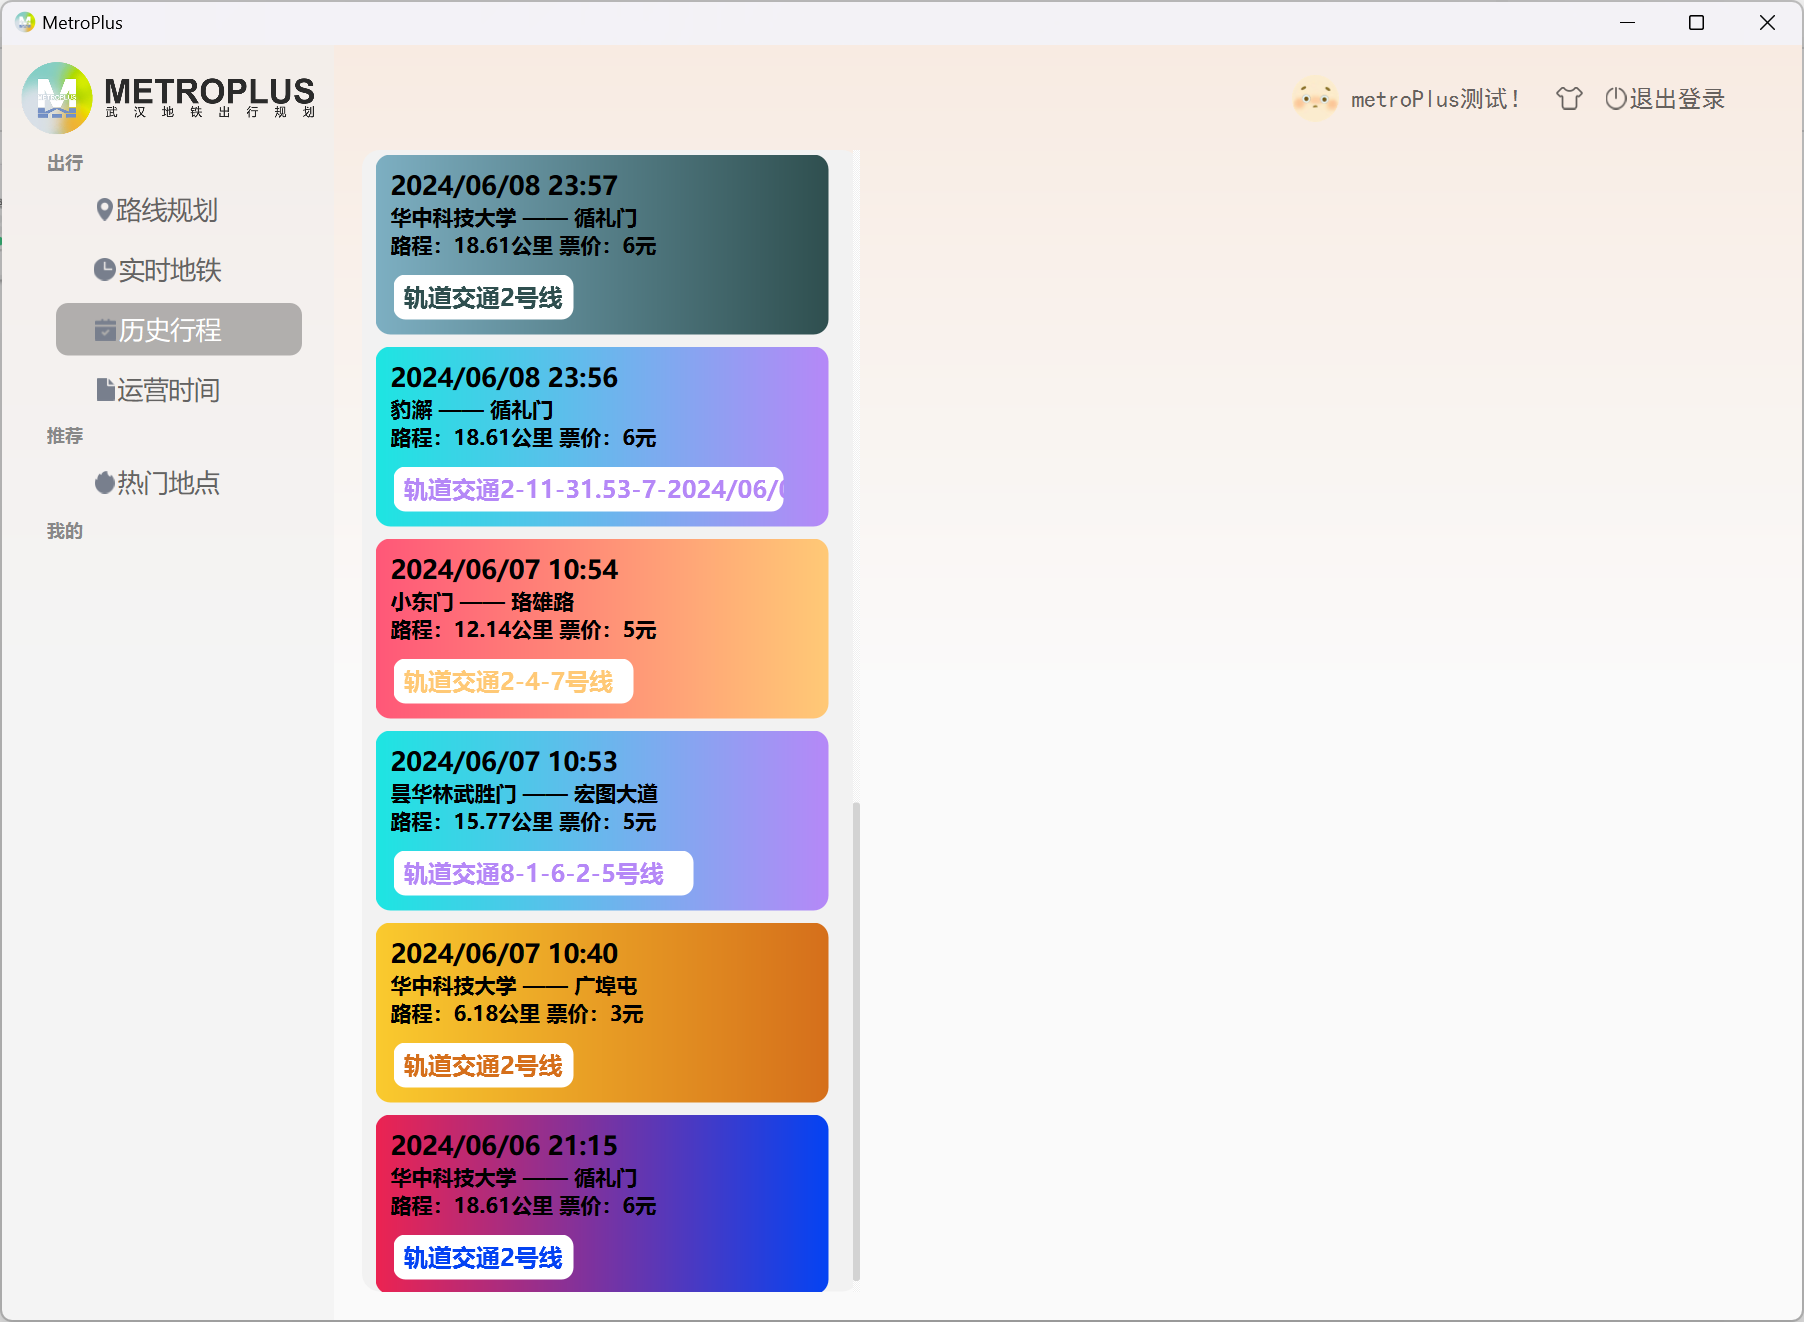 MetroPlus
METROPLUS
武汉地铁出行规划
metroPlus测试！
退出登录
出行
路线规划
实时地铁
历史行程
运营时间
推荐
热门地点
我的
2024/06/08 23:57
华中科技大学 —— 循礼门
路程：18.61公里 票价：6元
轨道交通2号线
2024/06/08 23:56
豹澥 —— 循礼门
路程：18.61公里 票价：6元
轨道交通2-11-31.53-7-2024/06/0
2024/06/07 10:54
小东门 —— 珞雄路
路程：12.14公里 票价：5元
轨道交通2-4-7号线
2024/06/07 10:53
昙华林武胜门 —— 宏图大道
路程：15.77公里 票价：5元
轨道交通8-1-6-2-5号线
2024/06/07 10:40
华中科技大学 —— 广埠屯
路程：6.18公里 票价：3元
轨道交通2号线
2024/06/06 21:15
华中科技大学 —— 循礼门
路程：18.61公里 票价：6元
轨道交通2号线